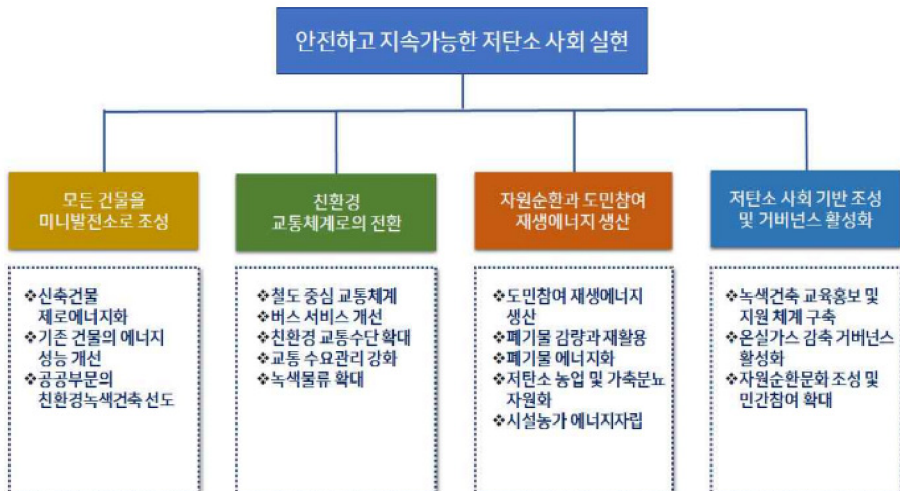 안전하고 지속가능한 저탄소 사회 실현
모든 건물을
미니발전소로 조성
❖신축건물
제로에너지화
❖기존 건물의 에너지
성능 개선
❖공공부문의
친환경녹색건축 선도
친환경
교통체계로의 전환
❖철도 중심 교통체계
❖버스 서비스 개선
❖친환경 교통수단 확대
❖교통 수요관리 강화
❖녹색물류 확대
자원순환과 도민참여
재생에너지 생산
❖도민참여 재생에너지
생산
❖폐기물 감량과 재활용
❖폐기물 에너지화
❖저탄소 농업 및 가축분뇨
자원화
❖시설농가 에너지자립
저탄소 사회 기반 조성
및 거버넌스 활성화
❖녹색건축 교육홍보 및
지원 체계 구축
❖온실가스 감축 거버넌스
활성화
❖자원순환문화 조성 및
민간참여 확대